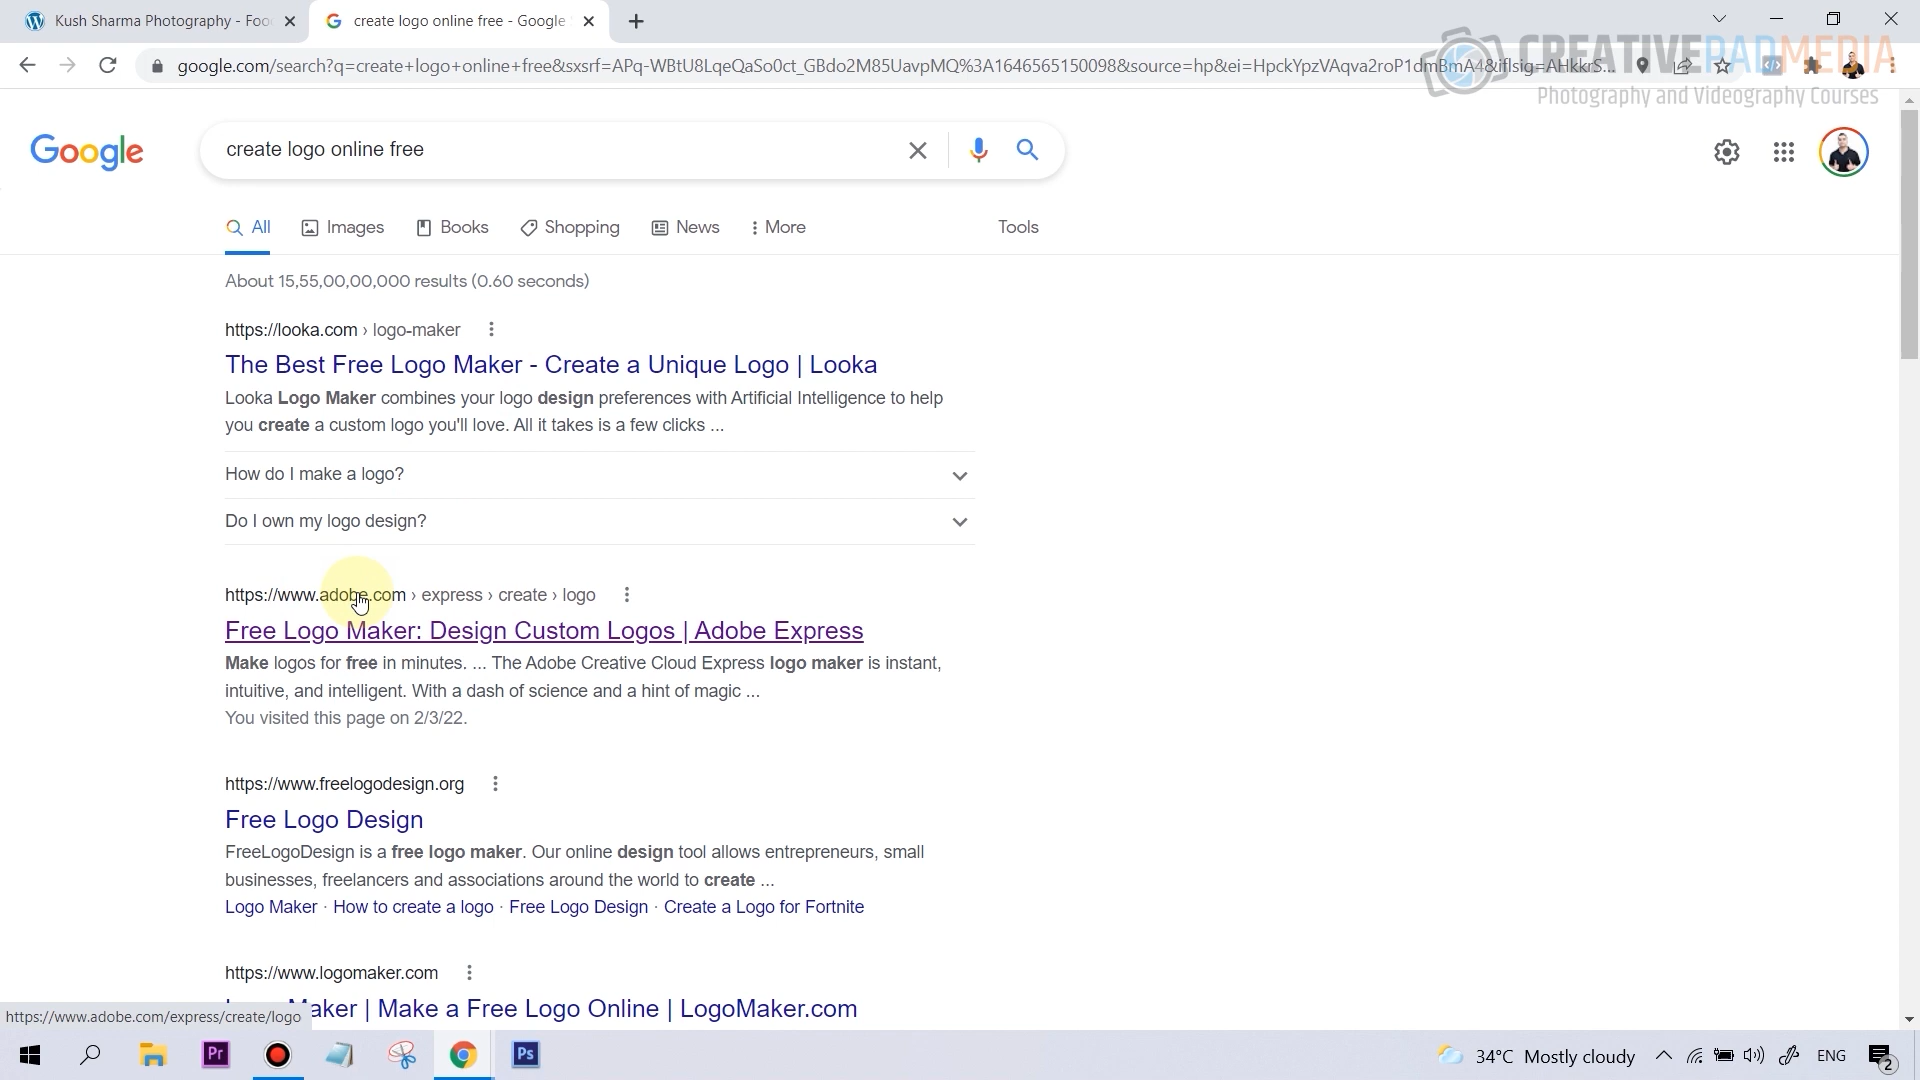 Kush Sharma Photography - Foo
create logo online free - Google
CREATIVEPADMEDIA
google.com/search?q=create+logo+online+free&sxsrf=APq-WBtU8LqeQaSo0ct_GBdo2M85UavpMQ%3A1646565150098&source=hp&ei=HpckYpzVAqva2roP1dmBmA4&iflsig=AHkkrS...
Photography and Videography Courses
Google
create logo online free
All
Images
Books
Shopping
News
More
Tools
About 15,55,00,00,000 results (0.60 seconds)
https://looka.com › logo-maker
The Best Free Logo Maker - Create a Unique Logo | Looka
Looka Logo Maker combines your logo design preferences with Artificial Intelligence to help
you create a custom logo you'll love. All it takes is a few clicks ...
How do I make a logo?
Do I own my logo design?
https://www.adobe.com › express › create › logo
Free Logo Maker: Design Custom Logos | Adobe Express
Make logos for free in minutes. ... The Adobe Creative Cloud Express logo maker is instant,
intuitive, and intelligent. With a dash of science and a hint of magic ...
You visited this page on 2/3/22.
https://www.freelogodesign.org
Free Logo Design
FreeLogoDesign is a free logo maker. Our online design tool allows entrepreneurs, small
businesses, freelancers and associations around the world to create ...
Logo Maker · How to create a logo · Free Logo Design · Create a Logo for Fortnite
https://www.logomaker.com
Maker | Make a Free Logo Online | LogoMaker.com
https://www.adobe.com/express/create/logo
Pr
Ps
34°C Mostly cloudy
ENG
2